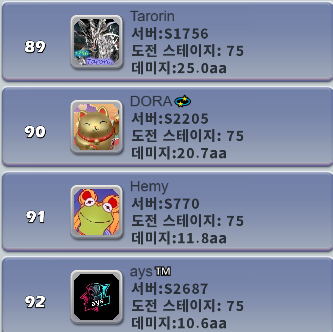 89
Tarorin
서버:S1756
도전 스테이지: 75
데미지:25.0aa
Tarorin
90
DORA
서버:S2205
도전 스테이지: 75
데미지:20.7aa
91
Hemy
서버:S770
도전 스테이지: 75
데미지:11.8aa
92
ays™
서버:S2687
도전 스테이지: 75
데미지:10.6aa
ays